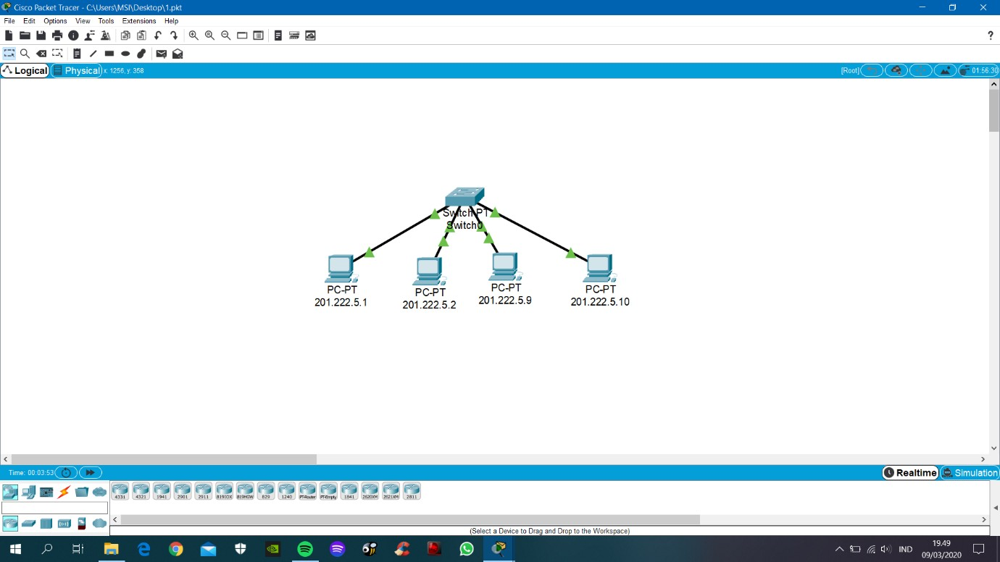 Cisco Packet Tracer - C:\Users\MSI\Desktop\1.pkt
File Edit Options View Tools Extensions Help
?
Logical Physical x: 1256, y: 358 [Root] 01:56:30
Switch-PT
Switch0
PC-PT
201.222.5.1
PC-PT
201.222.5.2
PC-PT
201.222.5.9
PC-PT
201.222.5.10
Time: 00:03:53 Realtime Simulation
4331 4321 1941 2901 2911 819IOX 819HGW 829 1240 PT-Router PT-Empty 1841 2620XM 2621XM 2811
(Select a Device to Drag and Drop to the Workspace)
IND
19.49
09/03/2020